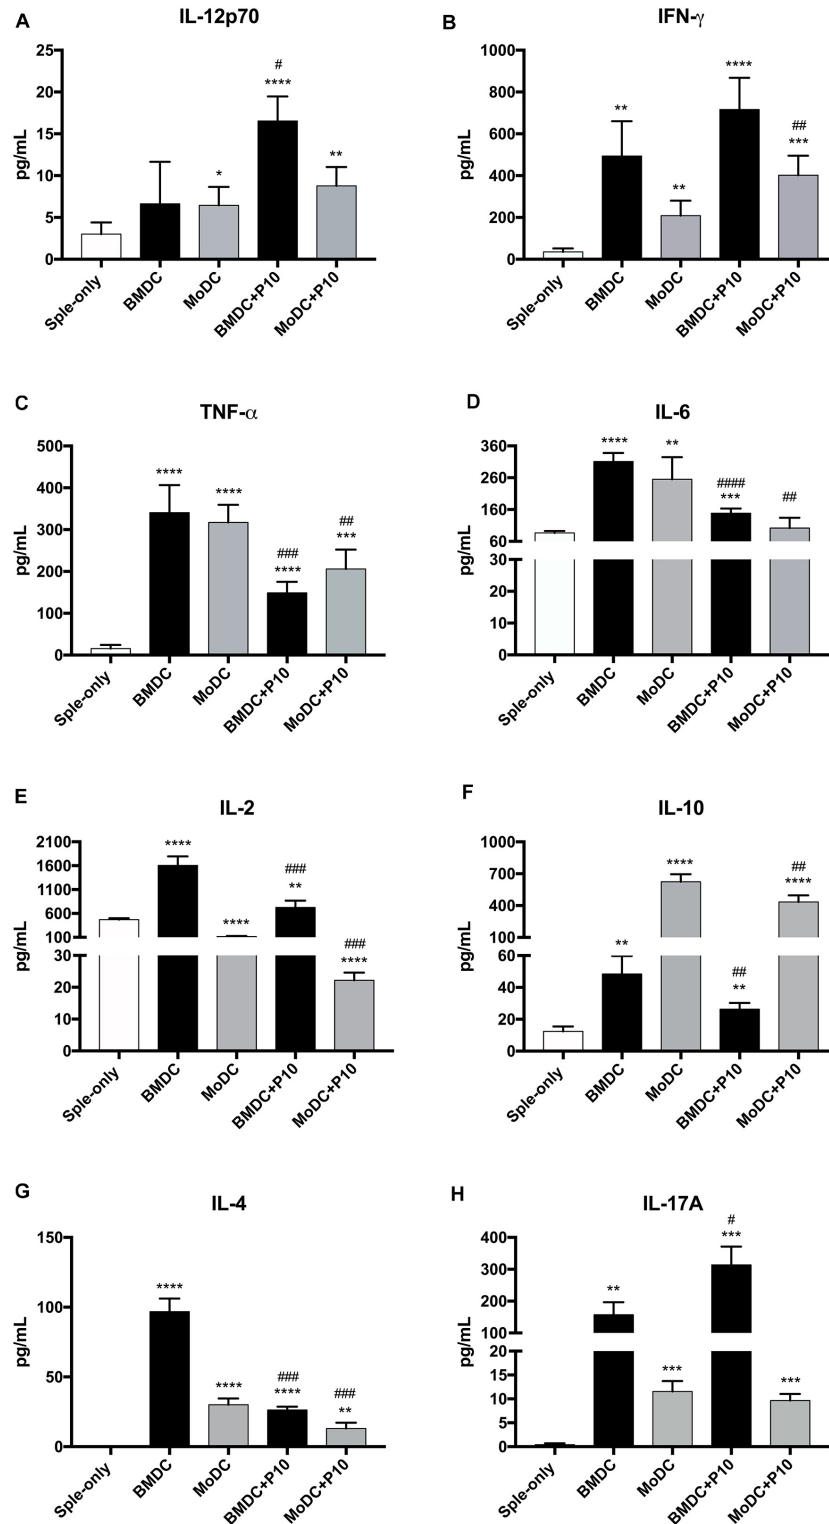 A
IL-12p70
25
20
15
10
5
0
pg/mL
#
****
*
**
Sple-only
BMDC
MoDC
BMDC+P10
MoDC+P10
B
IFN-γ
1000
800
600
400
200
0
pg/mL
**
**
****
##
***
Sple-only
BMDC
MoDC
BMDC+P10
MoDC+P10
C
TNF-α
500
400
300
200
100
0
pg/mL
****
****
###
****
##
***
Sple-only
BMDC
MoDC
BMDC+P10
MoDC+P10
D
IL-6
360
260
160
60
30
20
10
0
pg/mL
****
**
####
***
##
Sple-only
BMDC
MoDC
BMDC+P10
MoDC+P10
E
IL-2
2100
1600
1100
600
100
30
20
10
0
pg/mL
****
****
###
**
###
****
Sple-only
BMDC
MoDC
BMDC+P10
MoDC+P10
F
IL-10
1000
700
400
100
60
40
20
0
pg/mL
**
****
##
**
##
****
Sple-only
BMDC
MoDC
BMDC+P10
MoDC+P10
G
IL-4
150
100
50
0
pg/mL
****
****
###
****
###
**
Sple-only
BMDC
MoDC
BMDC+P10
MoDC+P10
H
IL-17A
400
300
200
100
20
15
10
5
0
pg/mL
**
***
#
***
***
Sple-only
BMDC
MoDC
BMDC+P10
MoDC+P10